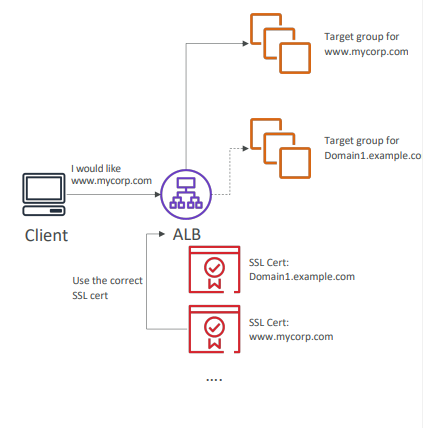 Target group for
www.mycorp.com
Target group for
Domain1.example.co
I would like
www.mycorp.com
Client
ALB
Use the correct
SSL cert
SSL Cert:
Domain1.example.com
SSL Cert:
www.mycorp.com
....